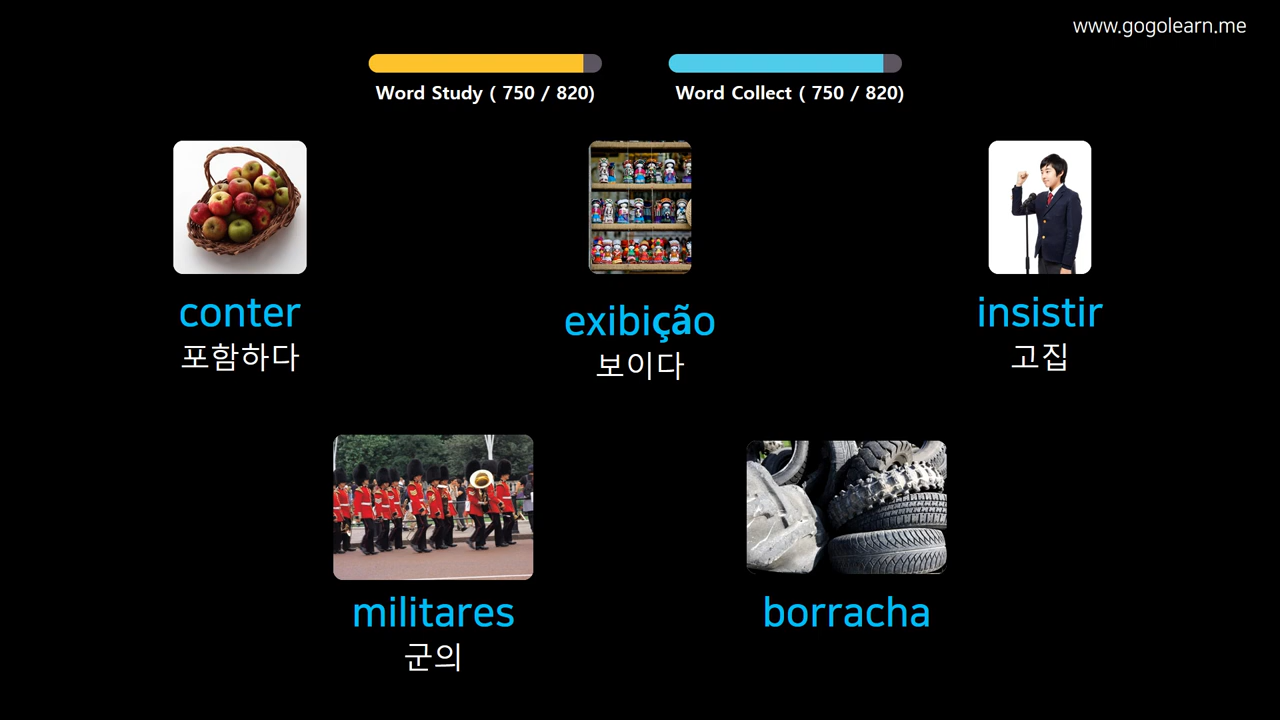 www.gogolearn.me
Word Study ( 750 / 820)
Word Collect ( 750 / 820)
conter
포함하다
exibição
보이다
insistir
고집
militares
군의
borracha